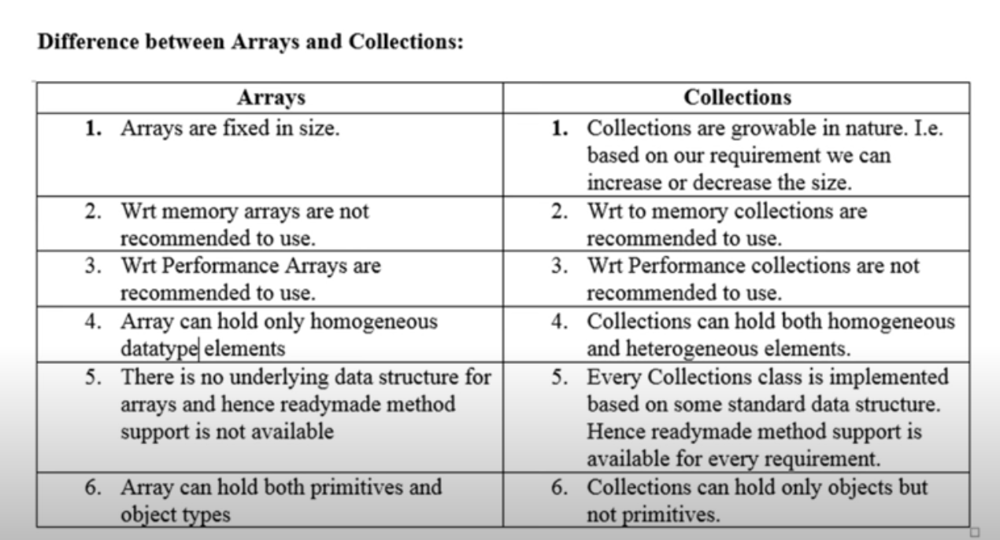 Difference between Arrays and Collections:
Arrays
Collections
1. Arrays are fixed in size.
1. Collections are growable in nature. I.e.
based on our requirement we can
increase or decrease the size.
2. Wrt memory arrays are not
recommended to use.
2. Wrt to memory collections are
recommended to use.
3. Wrt Performance Arrays are
recommended to use.
3. Wrt Performance collections are not
recommended to use.
4. Array can hold only homogeneous
datatype elements
4. Collections can hold both homogeneous
and heterogeneous elements.
5. There is no underlying data structure for
arrays and hence readymade method
support is not available
5. Every Collections class is implemented
based on some standard data structure.
Hence readymade method support is
available for every requirement.
6. Array can hold both primitives and
object types
6. Collections can hold only objects but
not primitives.